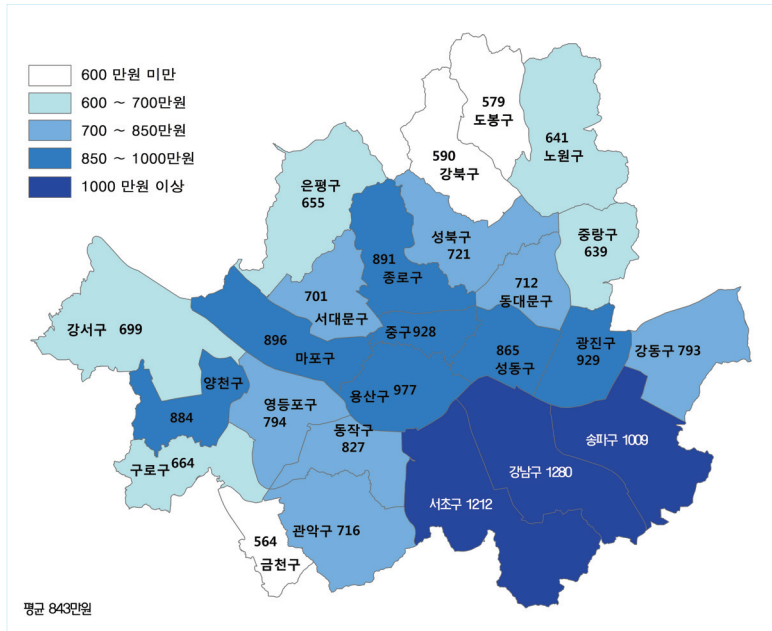 600 만원 미만
600 ~ 700만원
700 ~ 850만원
850 ~ 1000만원
1000 만원 이상
579
도봉구
641
노원구
590
강북구
은평구
655
성북구
721
중랑구
639
891
종로구
712
동대문구
701
서대문구
강서구 699
896
마포구
중구928
865
성동구
광진구
929
강동구 793
양천구
884
영등포구
794
용산구 977
동작구
827
송파구 1009
구로구664
강남구 1280
서초구 1212
관악구 716
564
금천구
평균 843만원